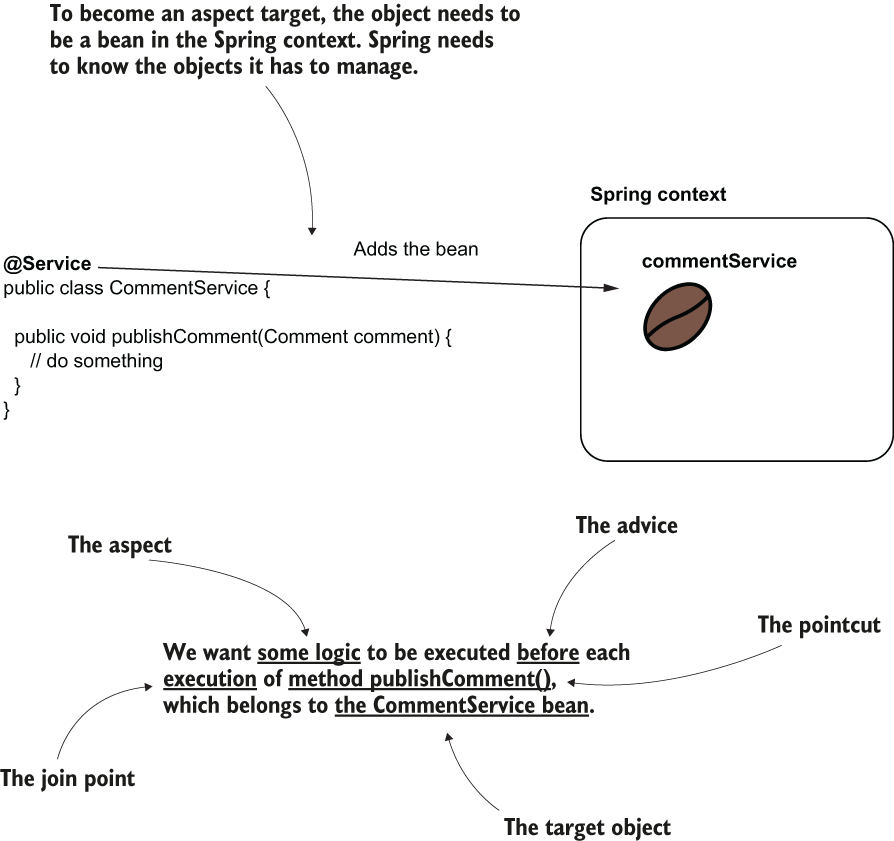 To become an aspect target, the object needs to
be a bean in the Spring context. Spring needs
to know the objects it has to manage.
Spring context
Adds the bean
commentService
@Service
public class CommentService {
public void publishComment(Comment comment) {
// do something
}
}
The advice
The aspect
The pointcut
We want some logic to be executed before each
execution of method publishComment(),
which belongs to the CommentService bean.
The join point
The target object